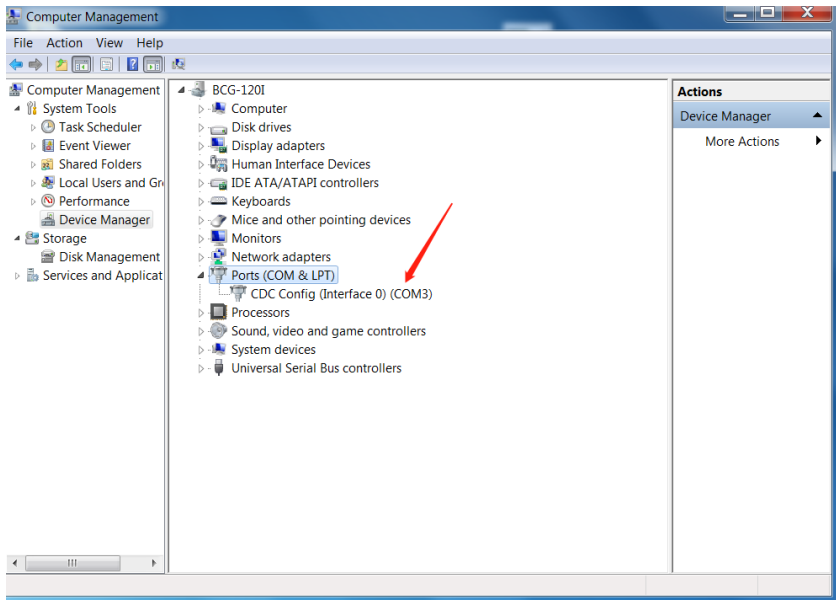 Computer Management
File Action View Help
Computer Management
System Tools
Task Scheduler
Event Viewer
Shared Folders
Local Users and Gr
Performance
Device Manager
Storage
Disk Management
Services and Applicat
BCG-120I
Computer
Disk drives
Display adapters
Human Interface Devices
IDE ATA/ATAPI controllers
Keyboards
Mice and other pointing devices
Monitors
Network adapters
Ports (COM & LPT)
CDC Config (Interface 0) (COM3)
Processors
Sound, video and game controllers
System devices
Universal Serial Bus controllers
Actions
Device Manager
More Actions